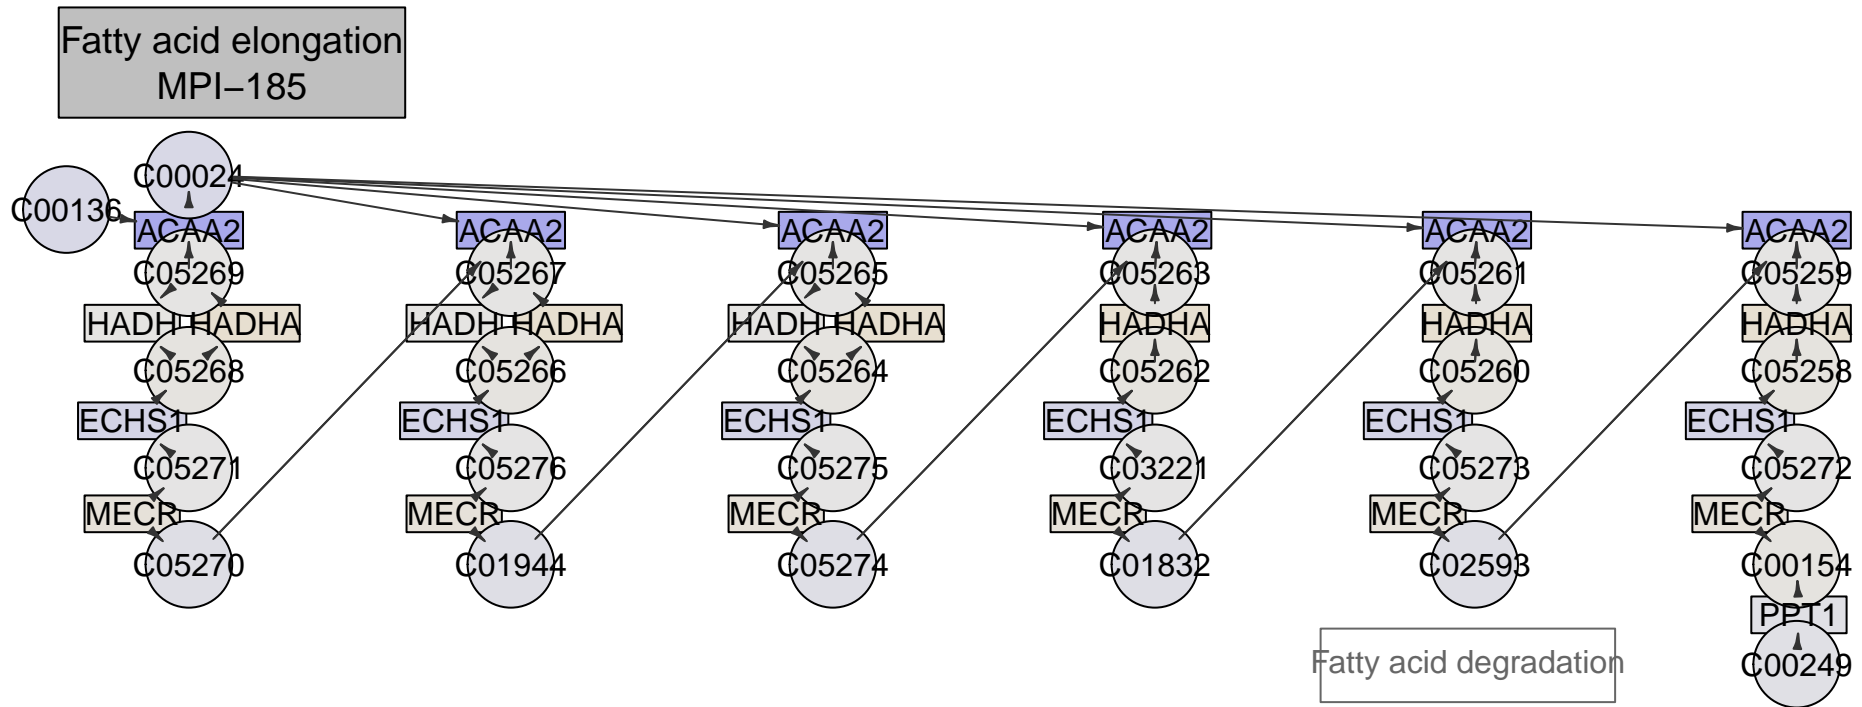 Fatty acid elongation
MPI−185
C00024
C00136
ACAA2 ACAA2 ACAA2 ACAA2 ACAA2 ACAA2
C05269 C05267 C05265 C05263 C05261 C05259
HADH HADHA HADH HADHA HADH HADHA HADHA HADHA HADHA
C05268 C05266 C05264 C05262 C05260 C05258
ECHS1 ECHS1 ECHS1 ECHS1 ECHS1 ECHS1
C05271 C05276 C05275 C03221 C05273 C05272
MECR MECR MECR MECR MECR MECR
C05270 C01944 C05274 C01832 C02593 C00154
PPT1
Fatty acid degradation C00249